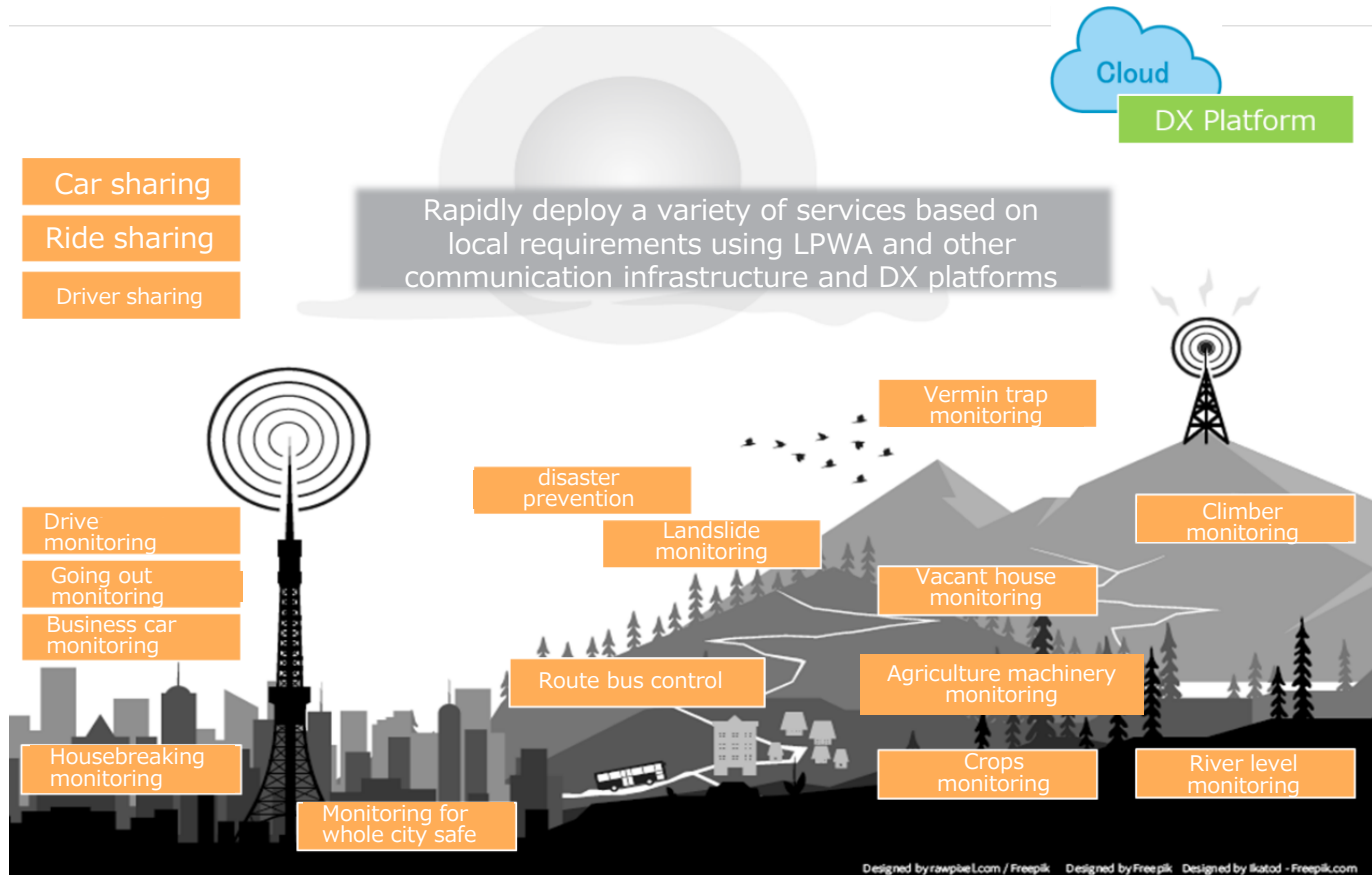 Cloud
DX Platform
Car sharing
Ride sharing
Driver sharing
Rapidly deploy a variety of services based on
local requirements using LPWA and other
communication infrastructure and DX platforms
Vermin trap
monitoring
disaster
prevention
Landslide
monitoring
Climber
monitoring
Drive
monitoring
Going out
monitoring
Business car
monitoring
Vacant house
monitoring
Route bus control
Agriculture machinery
monitoring
Housebreaking
monitoring
Crops
monitoring
River level
monitoring
Monitoring for
whole city safe
Designed by rawpixel.com / Freepik Designed by Freepik Designed by Ikatod - Freepik.com